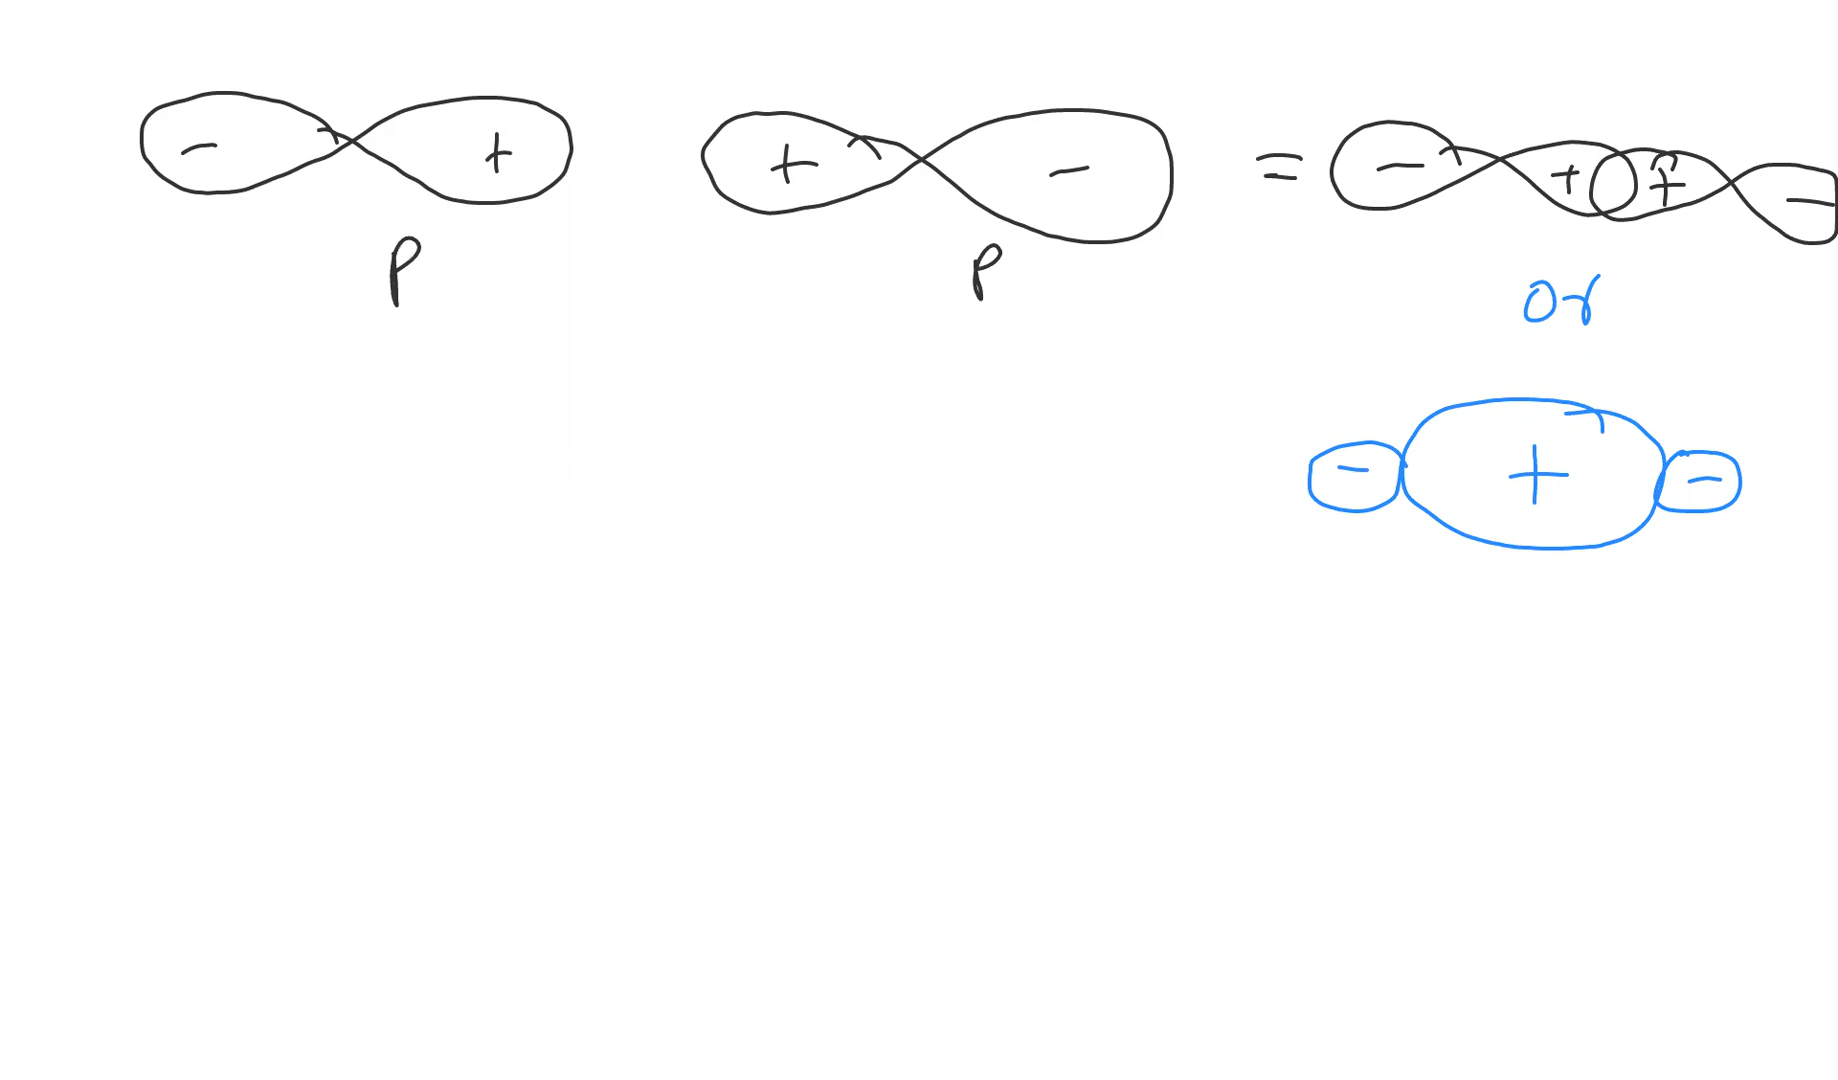 - + + - = - + + -
P P
or
- + -